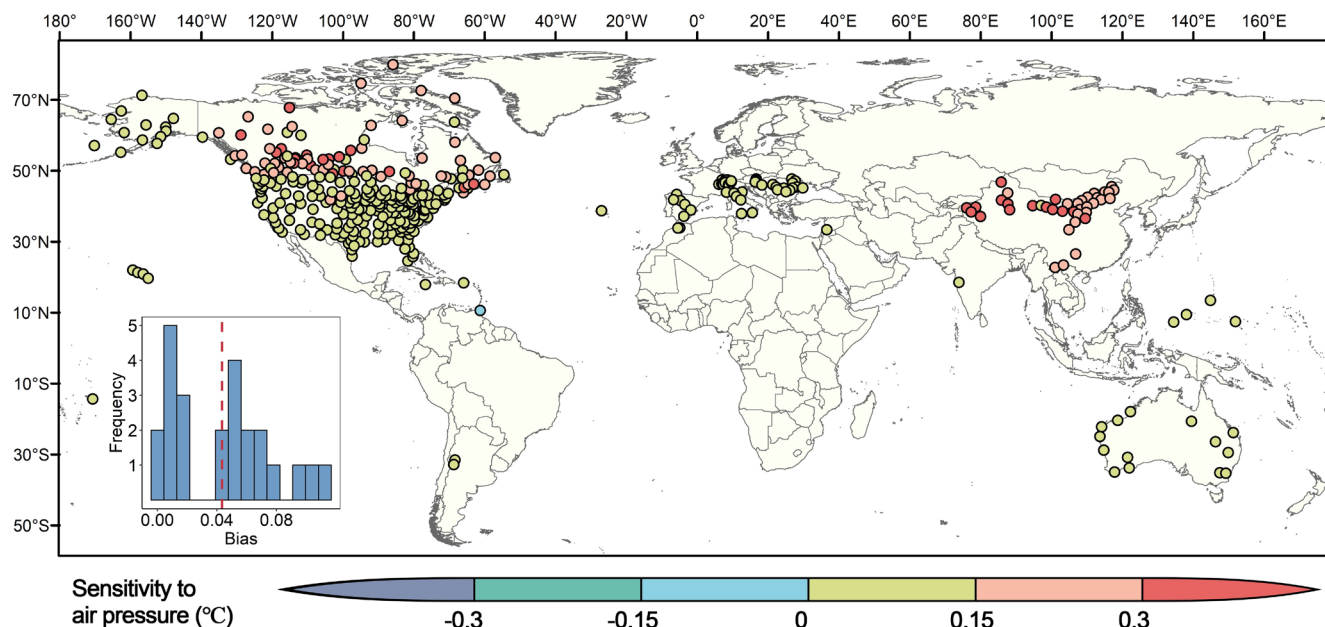 180° 160°W 140°W 120°W 100°W 80°W 60°W 40°W 20°W 0° 20°E 40°E 60°E 80°E 100°E 120°E 140°E 160°E
70°N
50°N
30°N
10°N
10°S
30°S
50°S
Frequency
5
4
3
2
1
0.00 0.04 0.08
Bias
Sensitivity to
air pressure (℃)
-0.3 -0.15 0 0.15 0.3